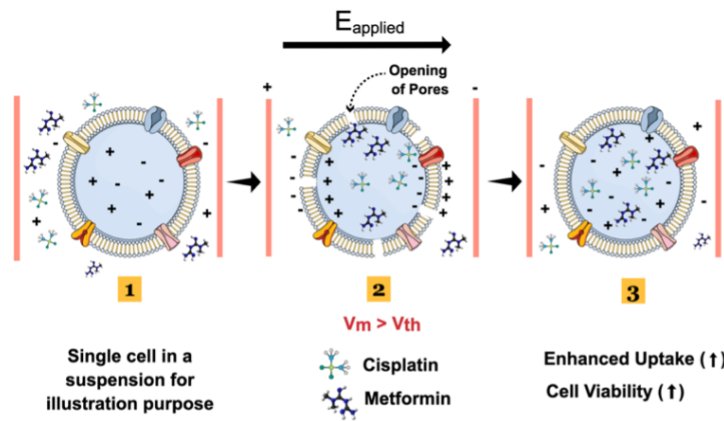 E applied
Opening
of Pores
1
2
3
Vm > Vth
Cisplatin
Metformin
Single cell in a
suspension for
illustration purpose
Enhanced Uptake (↑)
Cell Viability (↑)